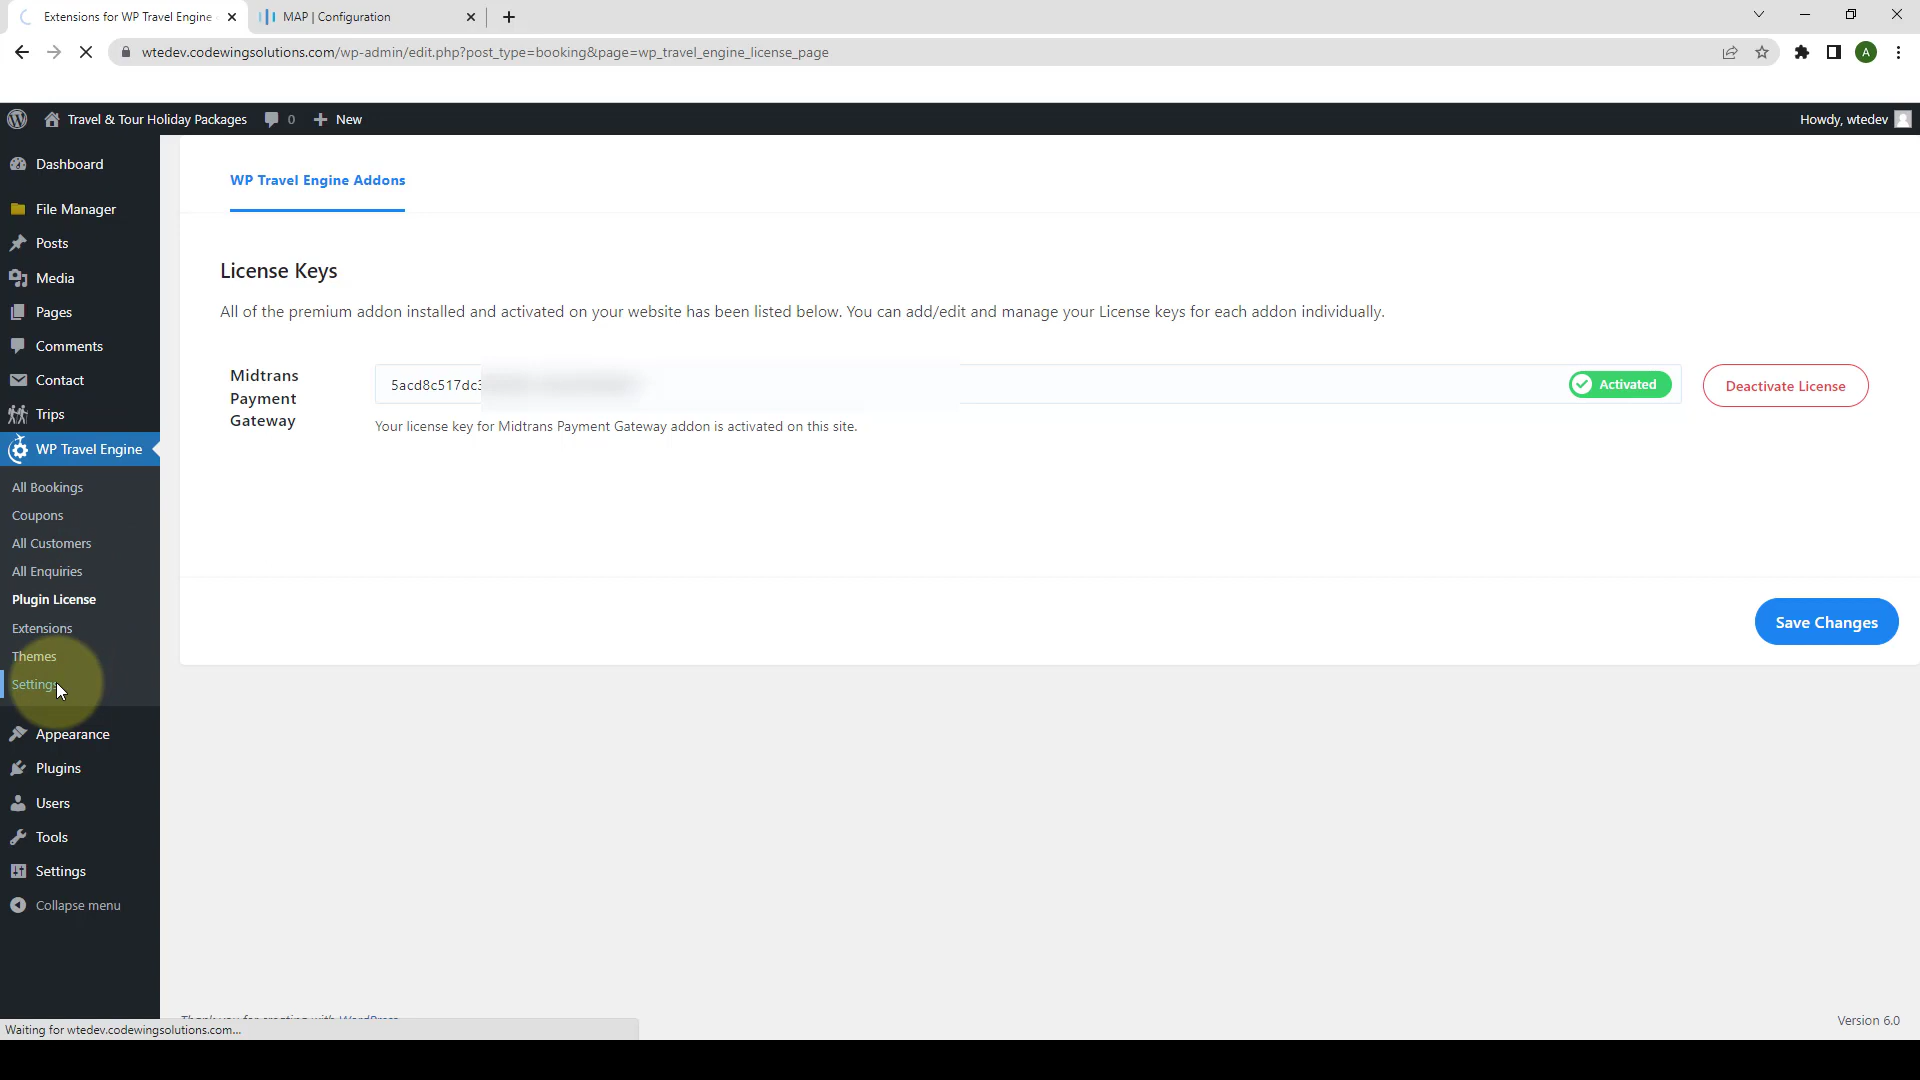 Extensions for WP Travel Engine
MAP | Configuration
wtedev.codewingsolutions.com/wp-admin/edit.php?post_type=booking&page=wp_travel_engine_license_page
A
Travel & Tour Holiday Packages
0
New
Howdy, wtedev
Dashboard
File Manager
Posts
Media
Pages
Comments
Contact
Trips
WP Travel Engine
All Bookings
Coupons
All Customers
All Enquiries
Plugin License
Extensions
Themes
Settings
Appearance
Plugins
Users
Tools
Settings
Collapse menu
WP Travel Engine Addons
License Keys
All of the premium addon installed and activated on your website has been listed below. You can add/edit and manage your License keys for each addon individually.
Midtrans
Payment
Gateway
5acd8c517dc3
Activated
Deactivate License
Your license key for Midtrans Payment Gateway addon is activated on this site.
Save Changes
Waiting for wtedev.codewingsolutions.com...
Version 6.0